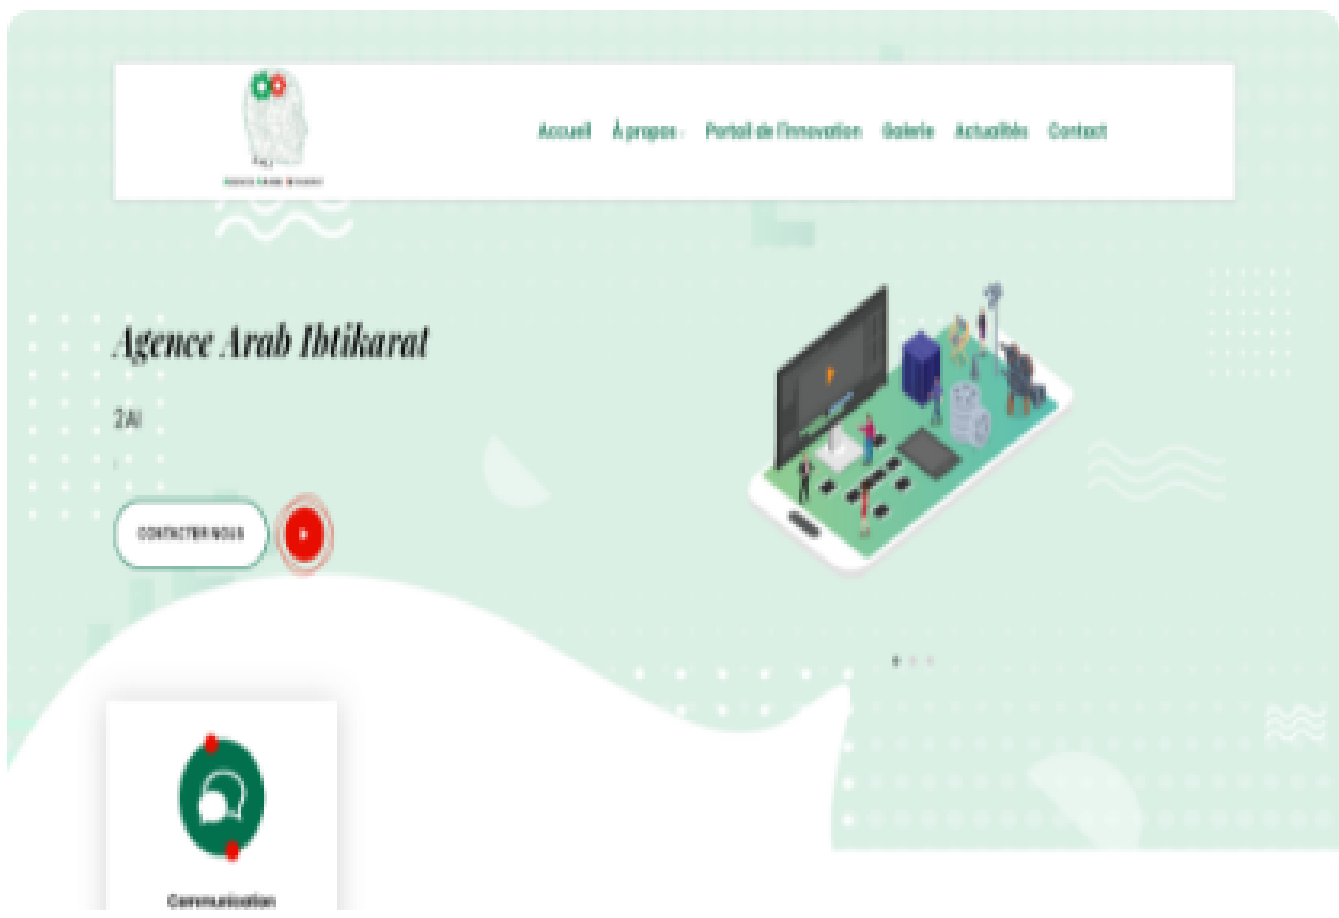 Accueil À propos Portail de l'innovation Galerie Actualités Contact
Agence Arab Ibtikarat
2AI
CONTACTER NOUS
Communication